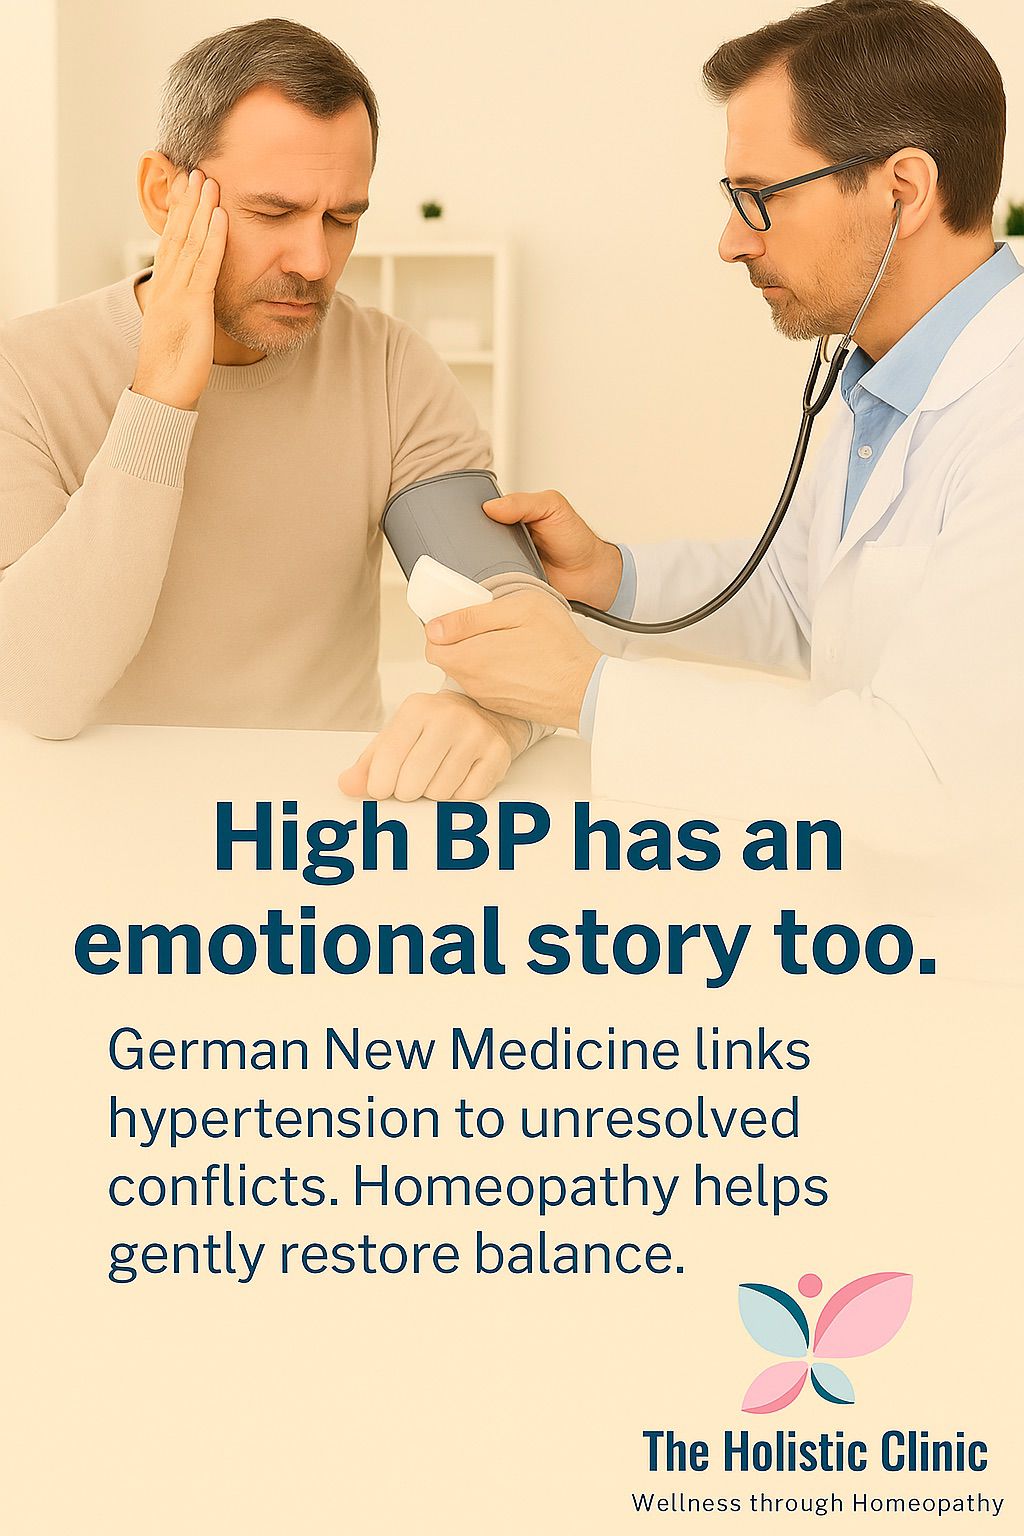 High BP has an
emotional story too.
German New Medicine links
hypertension to unresolved
conflicts. Homeopathy helps
gently restore balance.
The Holistic Clinic
Wellness through Homeopathy